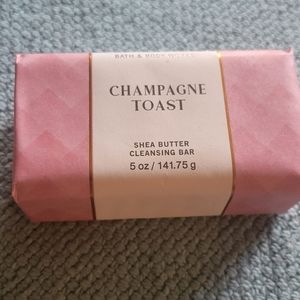 BATH & BODY WORKS
CHAMPAGNE
TOAST
SHEA BUTTER
CLEANSING BAR
5 oz / 141.75 g